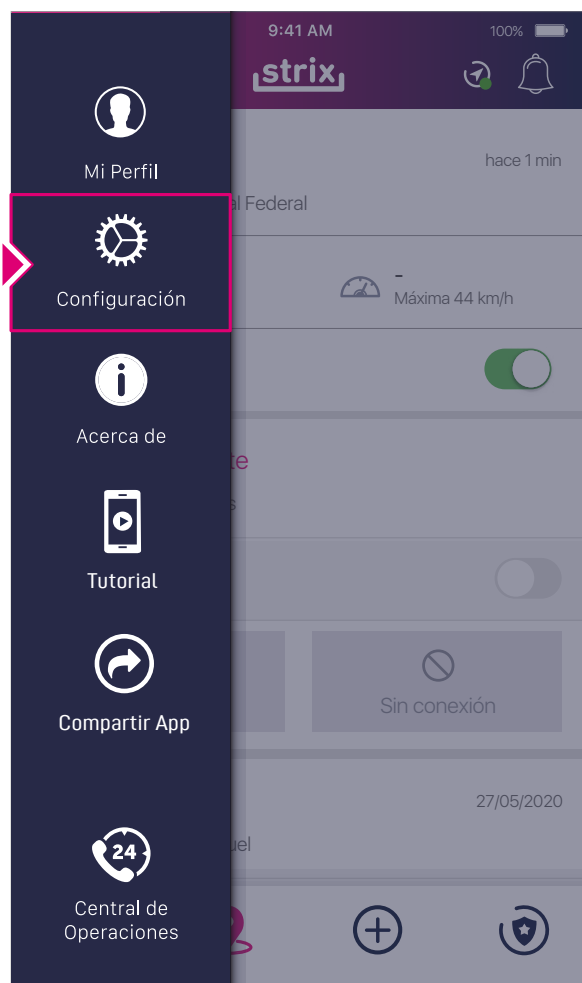 9:41 AM
100%
strix
Mi Perfil
hace 1 min
al Federal
Configuración
-
Máxima 44 km/h
i
Acerca de
te
s
Tutorial
Sin conexión
Compartir App
27/05/2020
uel
24
Central de
Operaciones